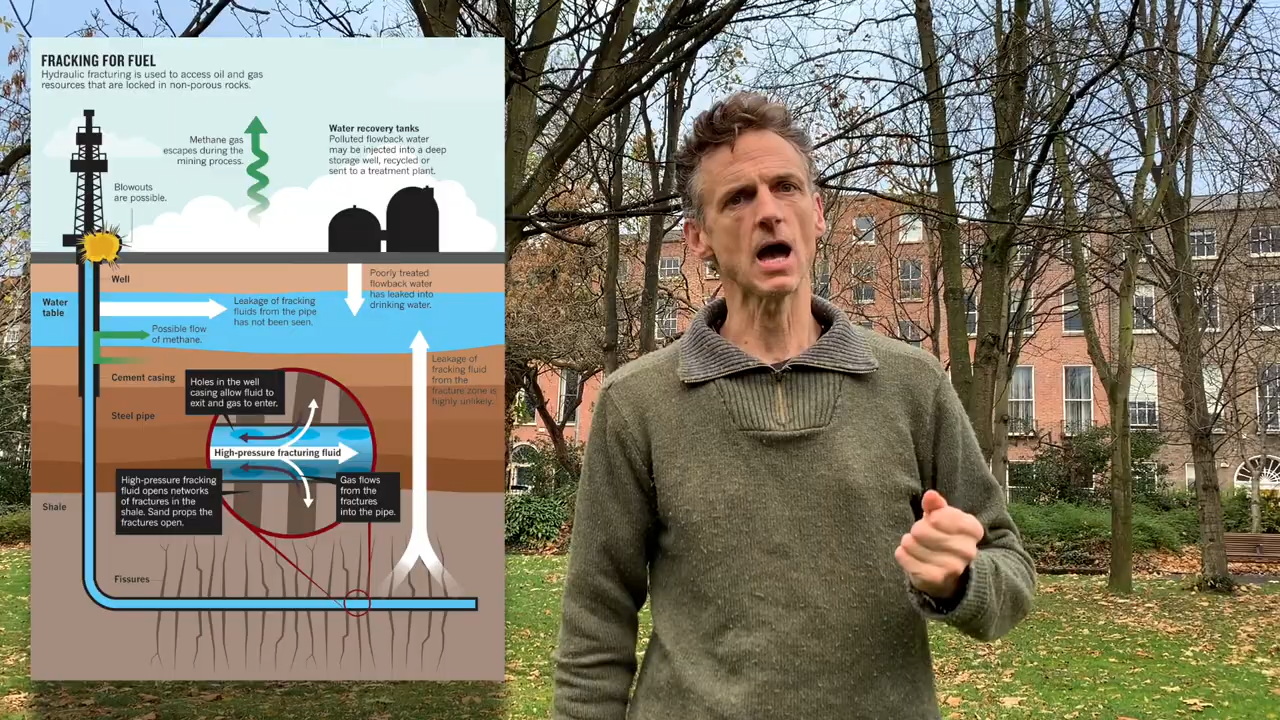 FRACKING FOR FUEL
Hydraulic fracturing is used to access oil and gas
resources that are locked in non-porous rocks.
Methane gas
escapes during the
mining process.
Water recovery tanks
Polluted flowback water
may be injected into a deep
storage well, recycled or
sent to a treatment plant.
Blowouts
are possible.
Well
Poorly treated
flowback water
has leaked into
drinking water.
Water
table
Leakage of fracking
fluids from the pipe
has not been seen.
Possible flow
of methane.
Leakage of
fracking fluid
from the
fracture zone is
highly unlikely.
Cement casing
Holes in the well
casing allow fluid to
exit and gas to enter.
Steel pipe
High-pressure fracturing fluid
High-pressure fracking
fluid opens networks
of fractures in the
shale. Sand props the
fractures open.
Gas flows
from the
fractures
into the pipe.
Shale
Fissures